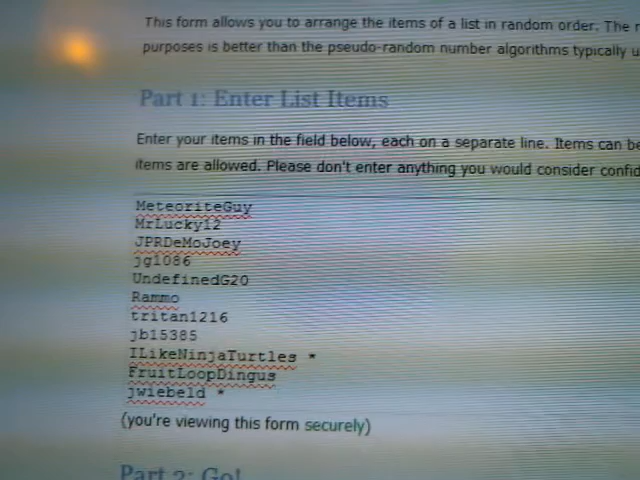 This form allows you to arrange the items of a list in random order. The
purposes is better than the pseudo-random number algorithms typically
Part 1: Enter List Items
Enter your items in the field below, each on a separate line. Items can be
items are allowed. Please don't enter anything you would consider
MeteoriteGuy
MrLucky12
JPRDeMoJoey
jg1086
UndefinedG20
Rammo
tritan1216
jb15385
ILikeNinjaTurtles *
FruitLoopDingus
jwiebeld *
(you're viewing this form securely)
Part 2: Go!